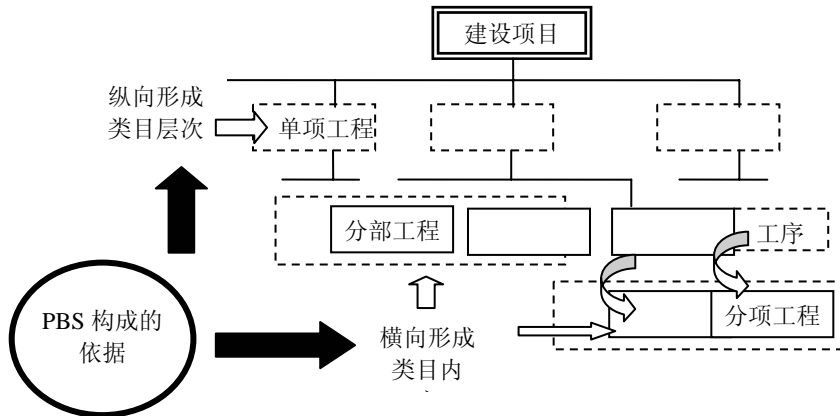 建设项目
纵向形成
类目层次
单项工程
分部工程
工序
PBS 构成的
依据
横向形成
类目内
分项工程